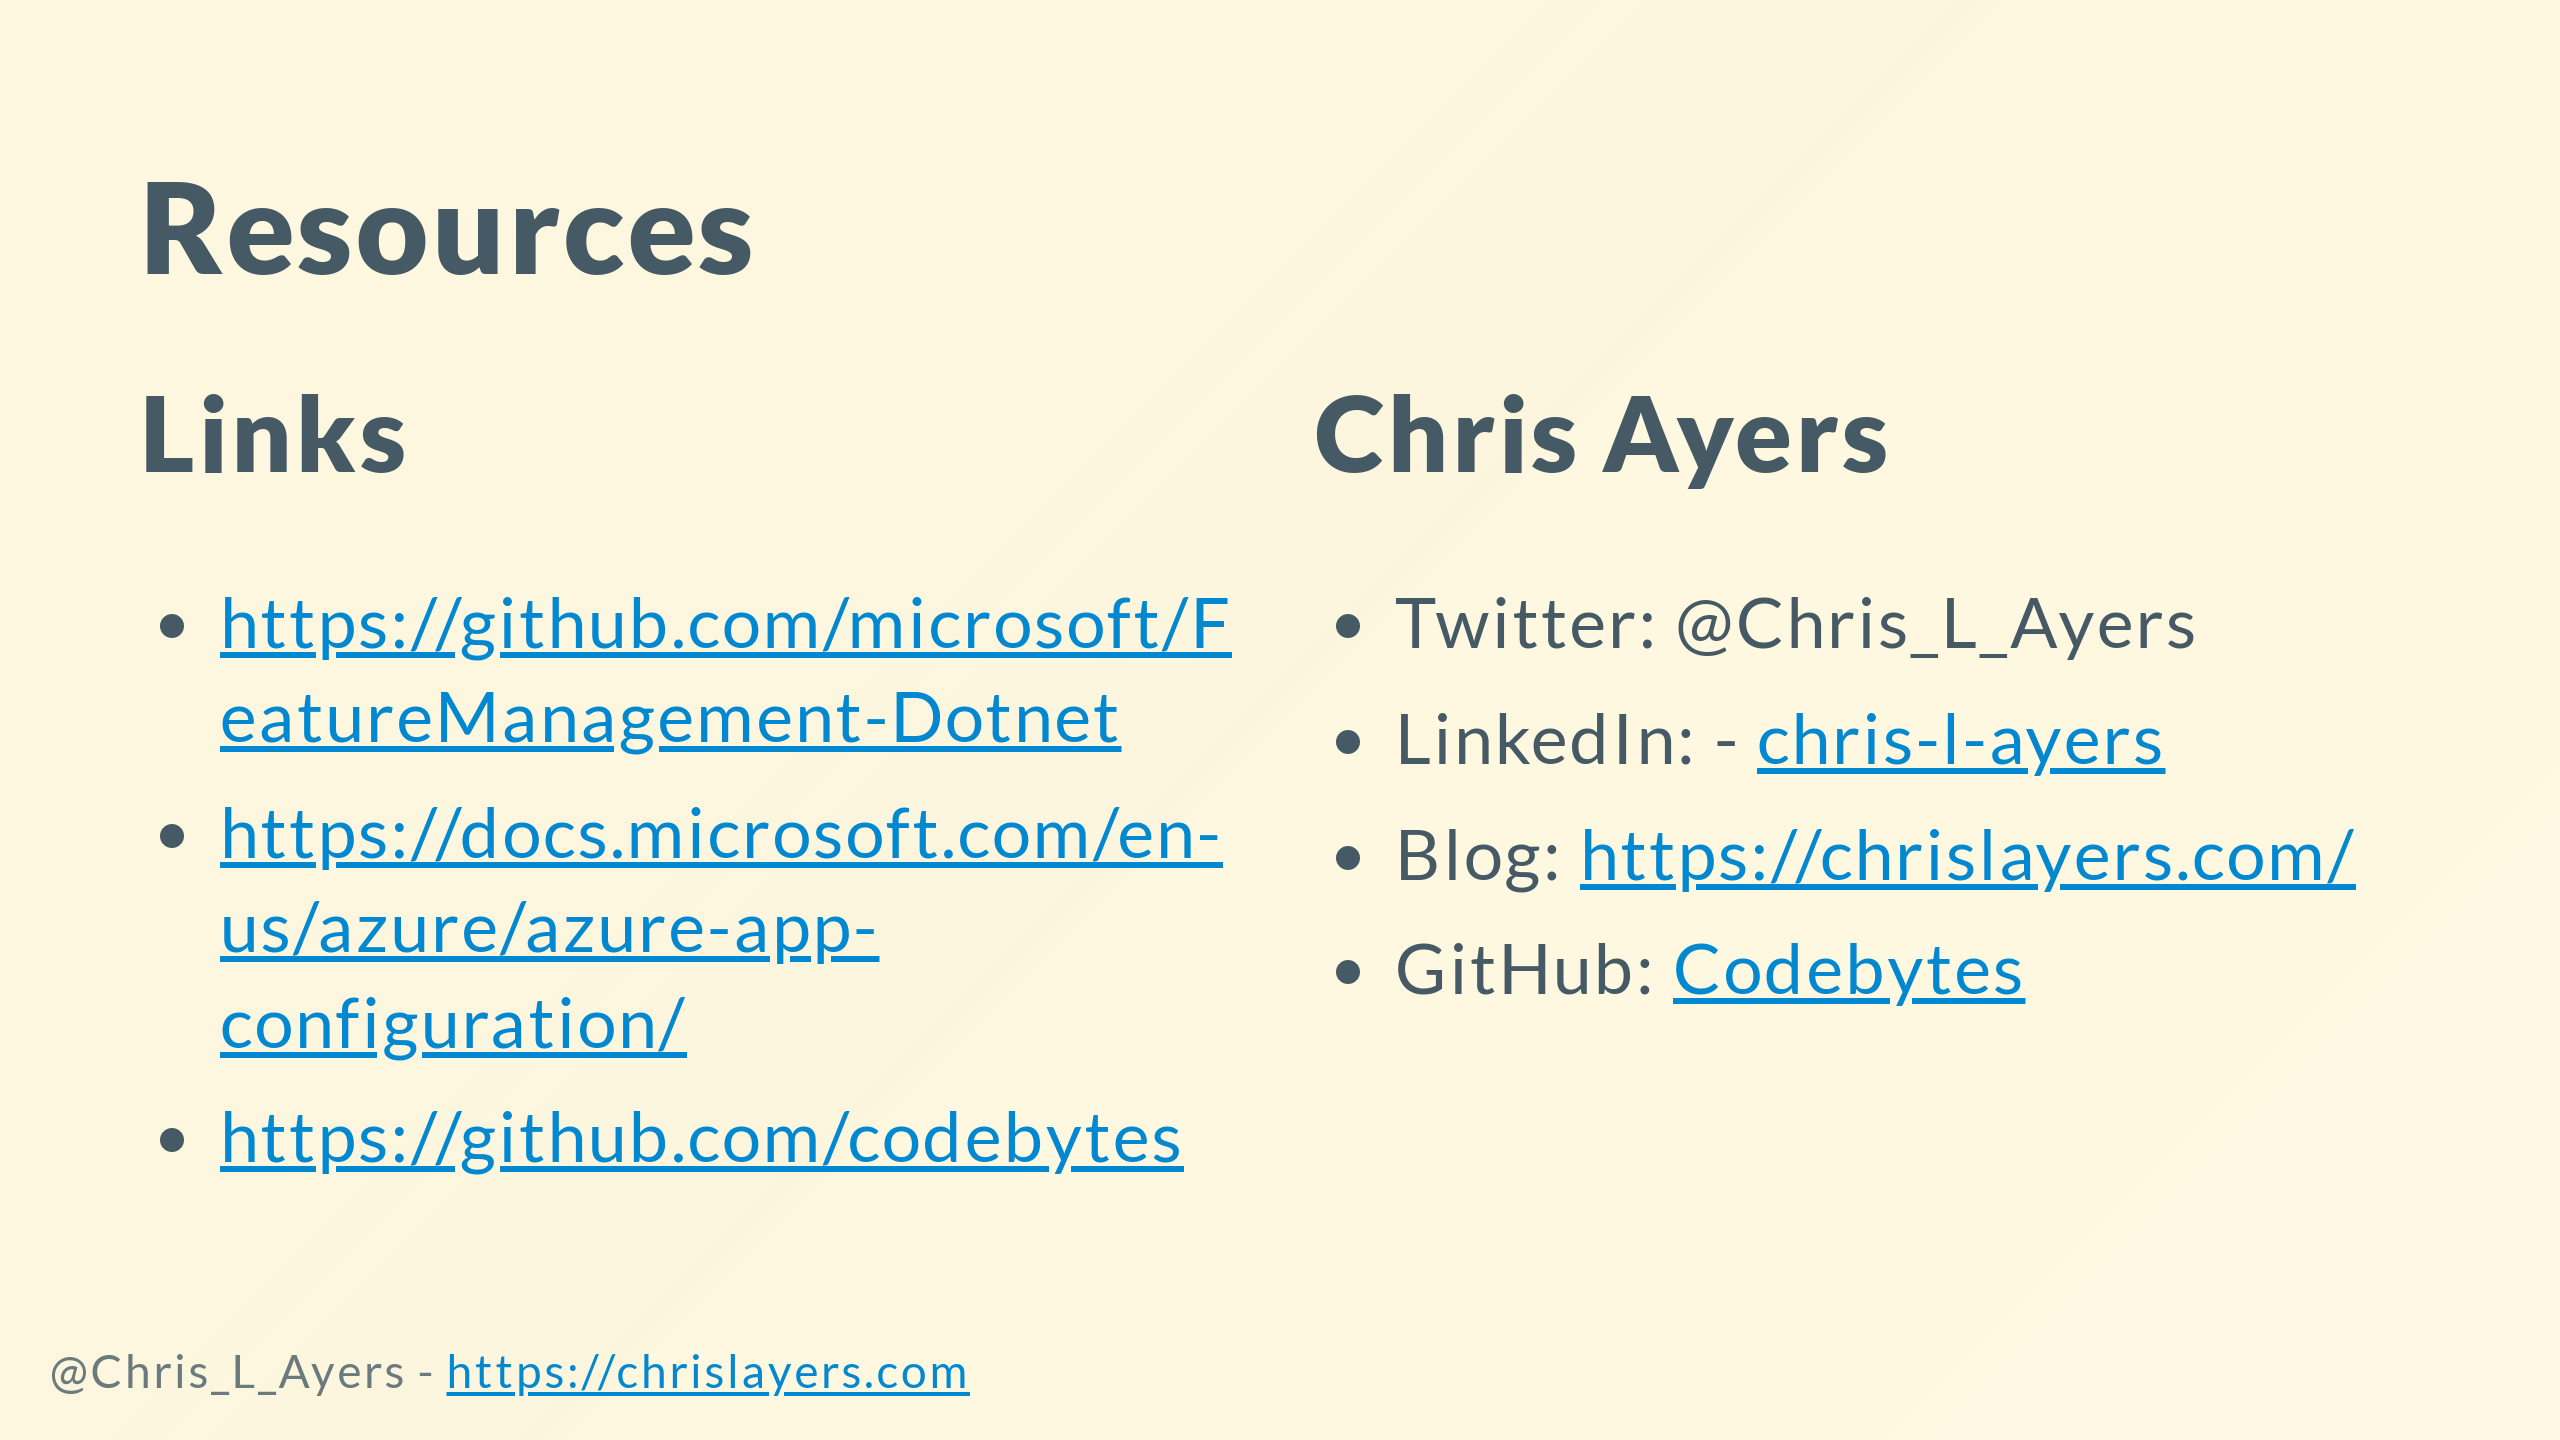 Resources
Links
https://github.com/microsoft/F
eatureManagement-Dotnet
https://docs.microsoft.com/en-
us/azure/azure-app-
configuration/
https://github.com/codebytes
Chris Ayers
Twitter: @Chris_L_Ayers
LinkedIn: - chris-l-ayers
Blog: https://chrislayers.com/
GitHub: Codebytes
@Chris_L_Ayers - https://chrislayers.com